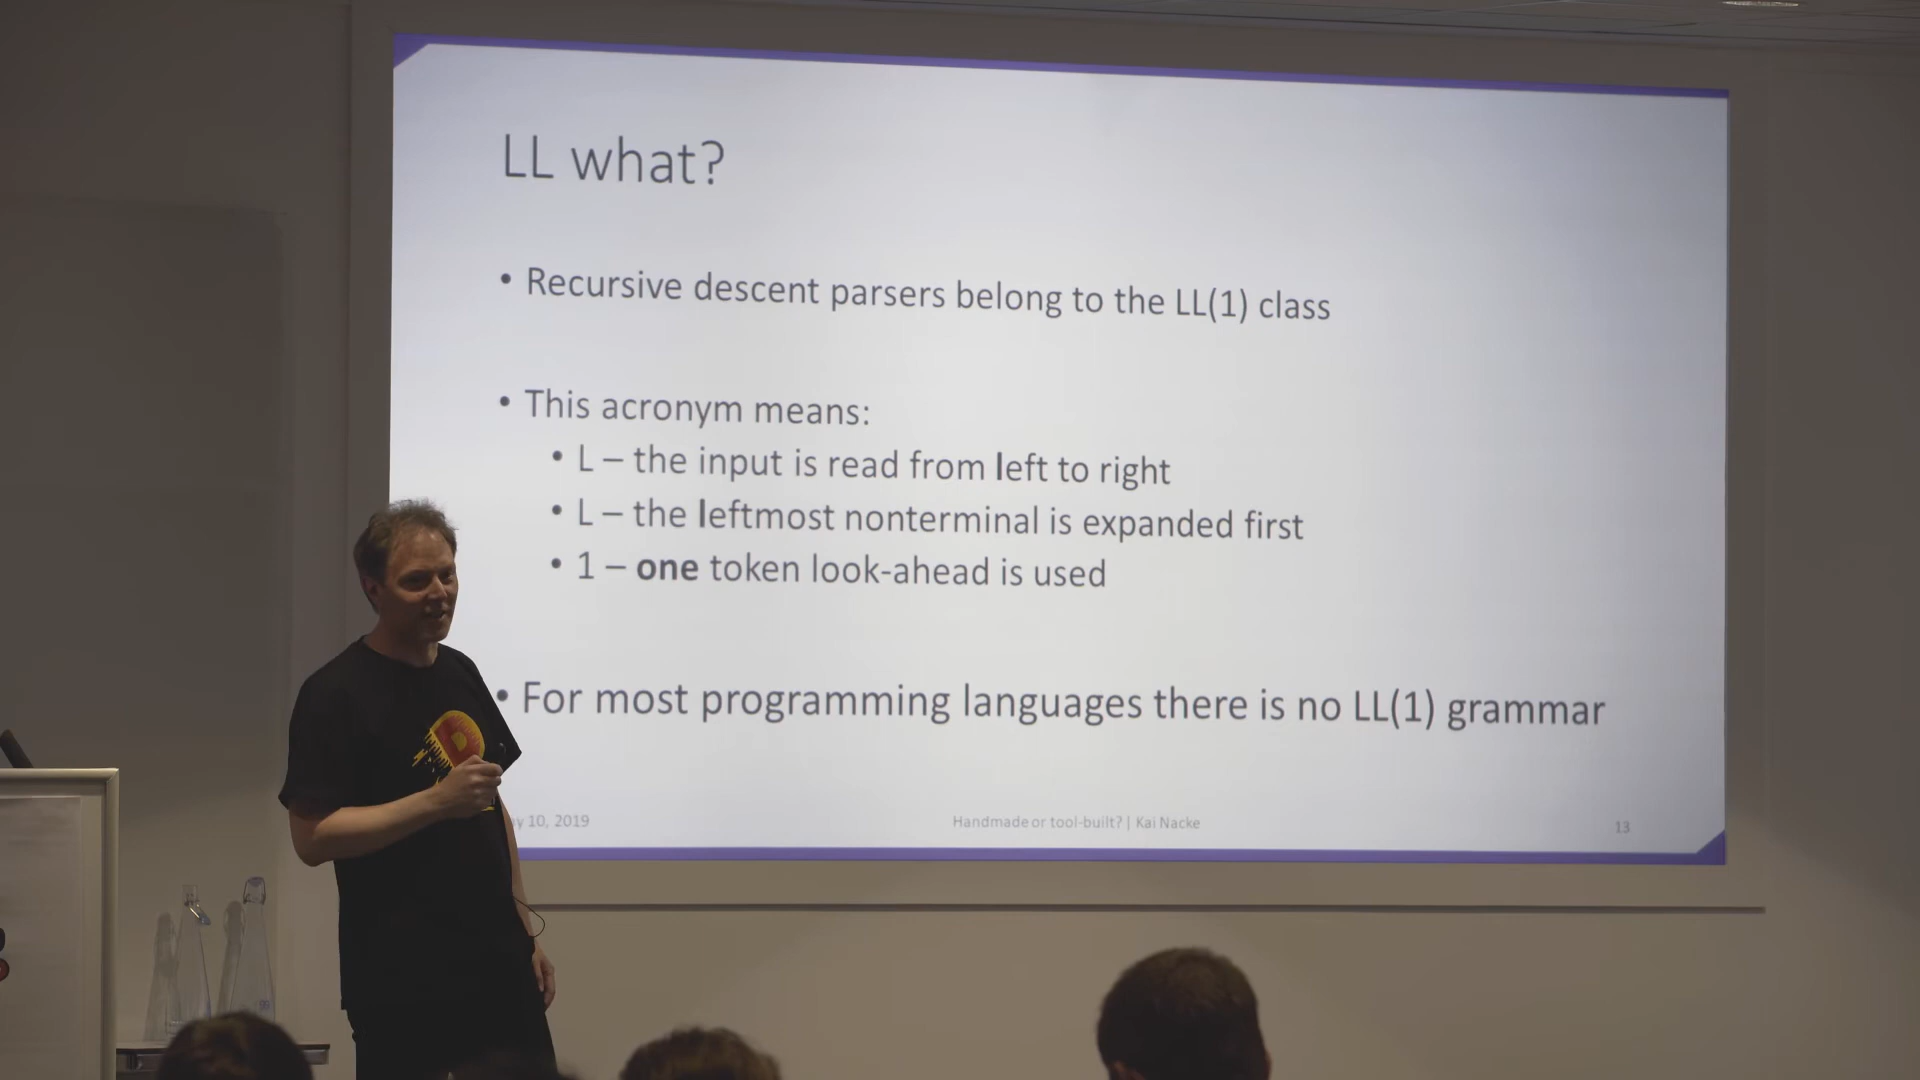 LL what?
• Recursive descent parsers belong to the LL(1) class
• This acronym means:
• L – the input is read from left to right
• L – the leftmost nonterminal is expanded first
• 1 – one token look-ahead is used
• For most programming languages there is no LL(1) grammar
10, 2019 Handmade or tool-built? | Kai Nacke 13
D